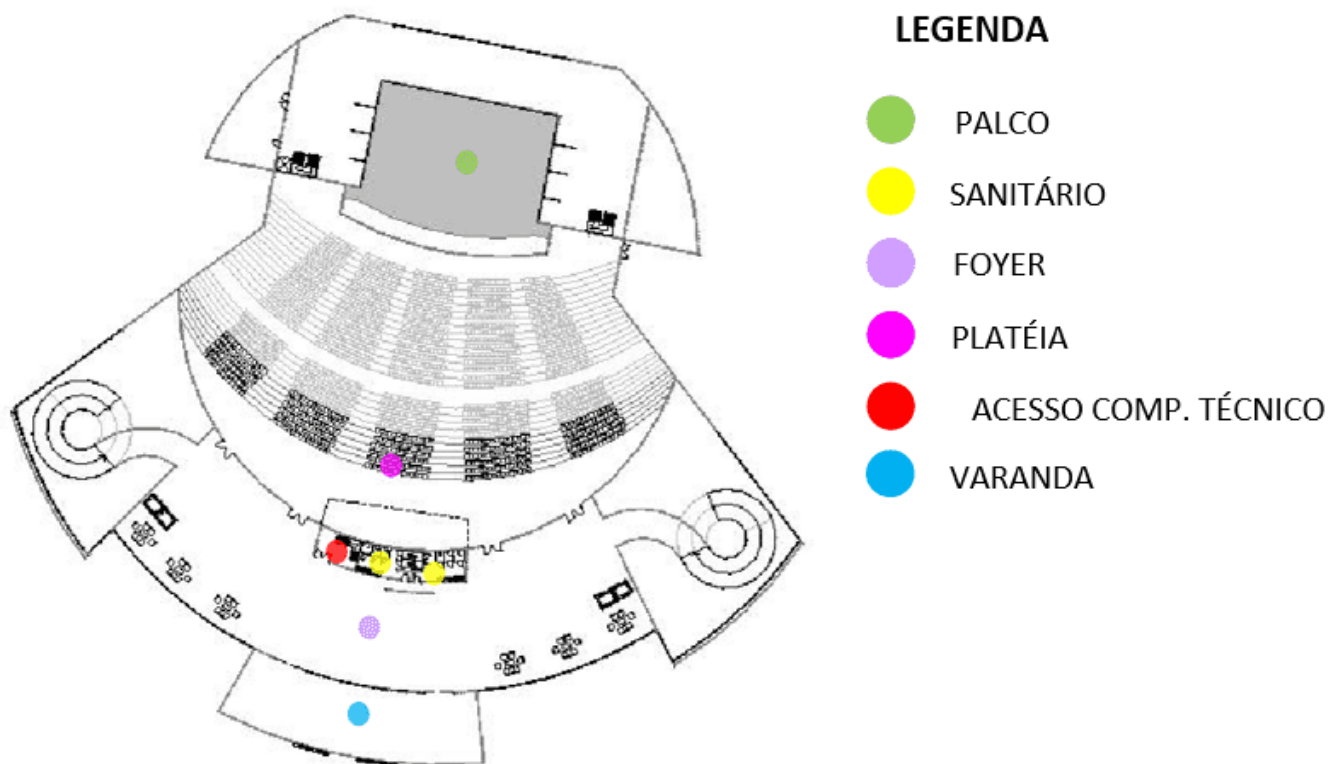 LEGENDA
PALCO
SANITÁRIO
FOYER
PLATÉIA
ACESSO COMP. TÉCNICO
VARANDA